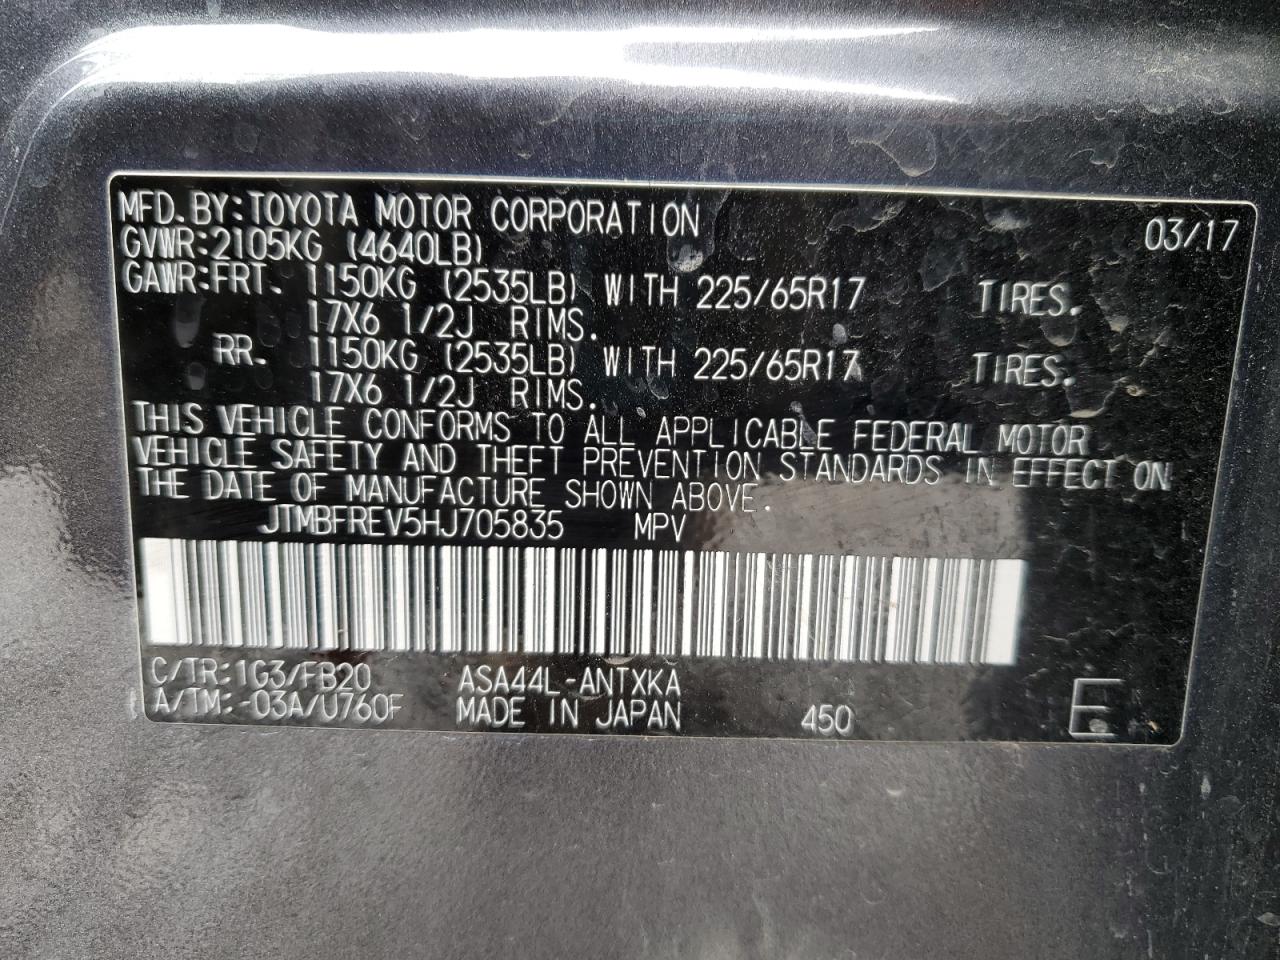 MFD.BY:TOYOTA MOTOR CORPORATION 03/17
GVWR:2105KG (4640LB)
GAWR:FRT. 1150KG (2535LB) WITH 225/65R17 TIRES.
17X6 1/2J RIMS.
RR. 1150KG (2535LB) WITH 225/65R17 TIRES.
17X6 1/2J RIMS.
THIS VEHICLE CONFORMS TO ALL APPLICABLE FEDERAL MOTOR
VEHICLE SAFETY AND THEFT PREVENTION STANDARDS IN EFFECT ON
THE DATE OF MANUFACTURE SHOWN ABOVE.
JTMBFREV5HJ705835 MPV
C/TR:1G3/FB20 ASA44L-ANTXKA
A/TM:-03A/U760F MADE IN JAPAN 450 E